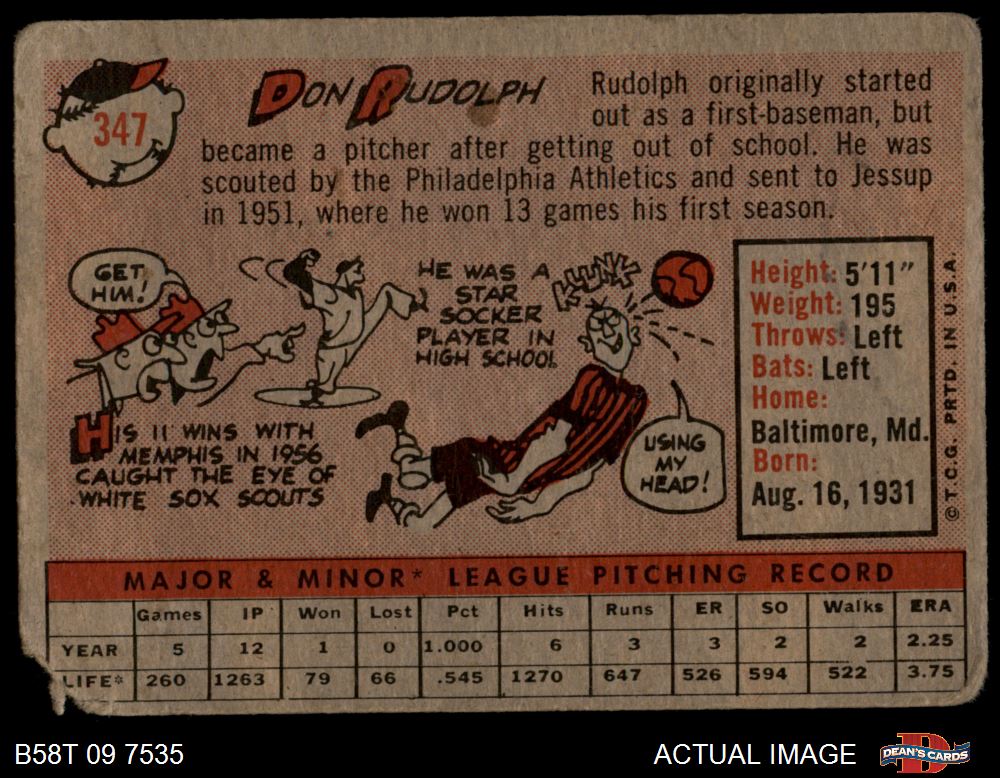 347
DON RUDOLPH
Rudolph originally started
out as a first-baseman, but
became a pitcher after getting out of school. He was
scouted by the Philadelphia Athletics and sent to Jessup
in 1951, where he won 13 games his first season.
GET
HIM!
HIS 11 WINS WITH
MEMPHIS IN 1956
CAUGHT THE EYE OF
WHITE SOX SCOUTS
HE WAS A
STAR
SOCKER
PLAYER IN
HIGH SCHOOL
KLUNK
USING
MY
HEAD!
Height: 5'11"
Weight: 195
Throws: Left
Bats: Left
Home:
Baltimore, Md.
Born:
Aug. 16, 1931
© T.C.G. PRTD. IN U.S.A.
MAJOR & MINOR* LEAGUE PITCHING RECORD
Games IP Won Lost Pct Hits Runs ER SO Walks ERA
YEAR 5 12 1 0 1.000 6 3 3 2 2 2.25
LIFE* 260 1263 79 66 .545 1270 647 526 594 522 3.75
B58T 09 7535
ACTUAL IMAGE
DEAN'S CARDS